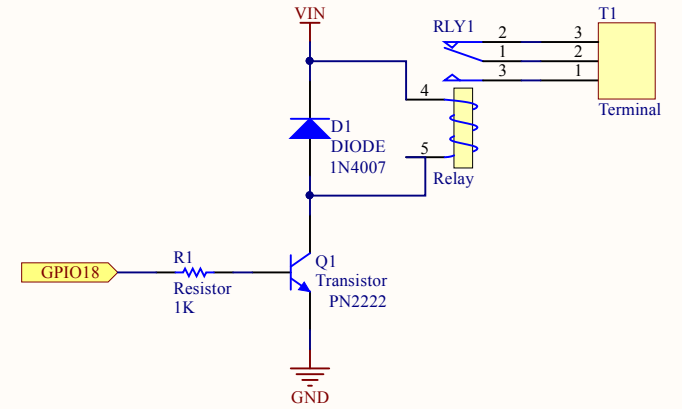 VIN
RLY1
T1
2
3
1
2
3
1
4
Terminal
D1
DIODE
1N4007
5
Relay
R1
GPIO18
Q1
Resistor
Transistor
1K
PN2222
GND